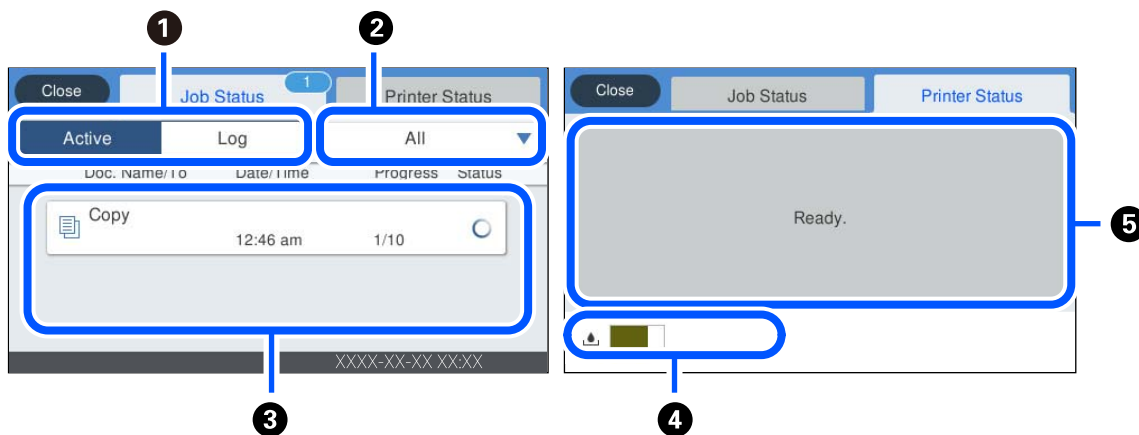 1 2
Close Job Status 1 Printer Status
Active Log All
Doc. Name/To Date/Time Progress Status
Copy
12:46 am 1/10
XXXX-XX-XX XX:XX
3
Close Job Status Printer Status
Ready.
5
4